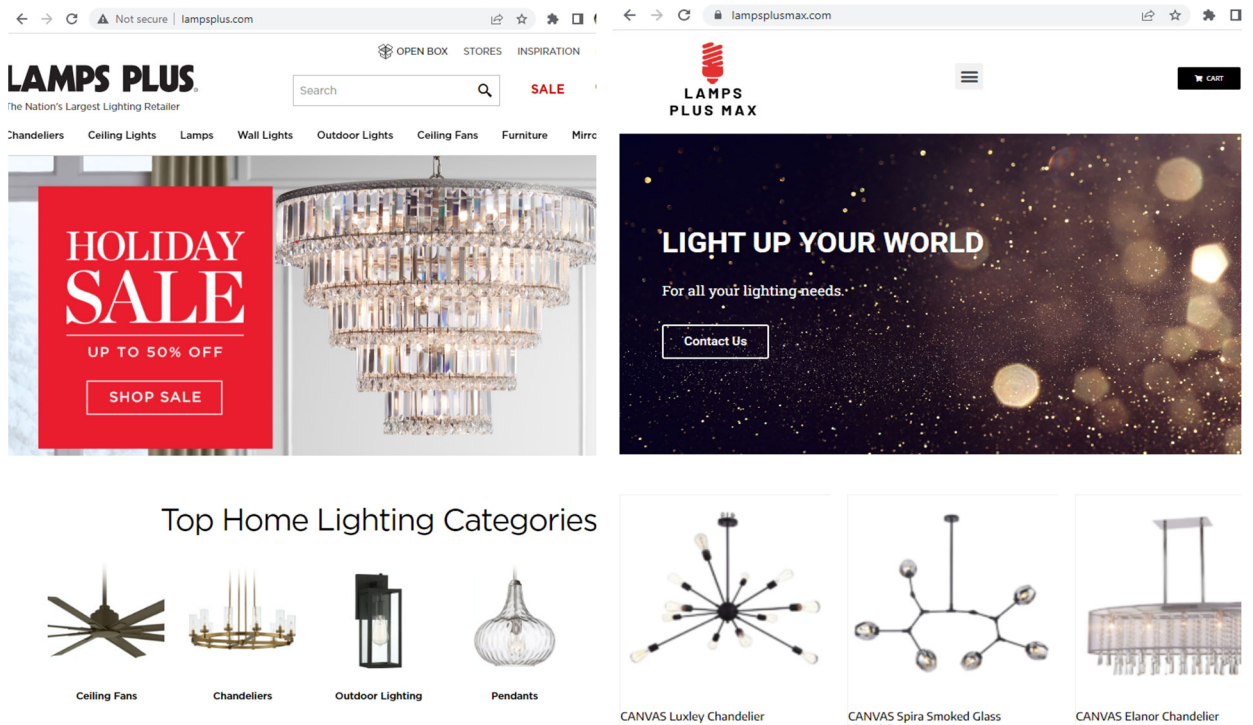 Not secure | lampsplus.com
OPEN BOX STORES INSPIRATION
LAMPS PLUS®
The Nation's Largest Lighting Retailer
Search
SALE
Chandeliers Ceiling Lights Lamps Wall Lights Outdoor Lights Ceiling Fans Furniture Mirro
HOLIDAY
SALE
UP TO 50% OFF
SHOP SALE
Top Home Lighting Categories
Ceiling Fans Chandeliers Outdoor Lighting Pendants
lampsplusmax.com
LAMPS
PLUS MAX
CART
LIGHT UP YOUR WORLD
For all your lighting needs.
Contact Us
CANVAS Luxley Chandelier CANVAS Spira Smoked Glass CANVAS Elanor Chandelier